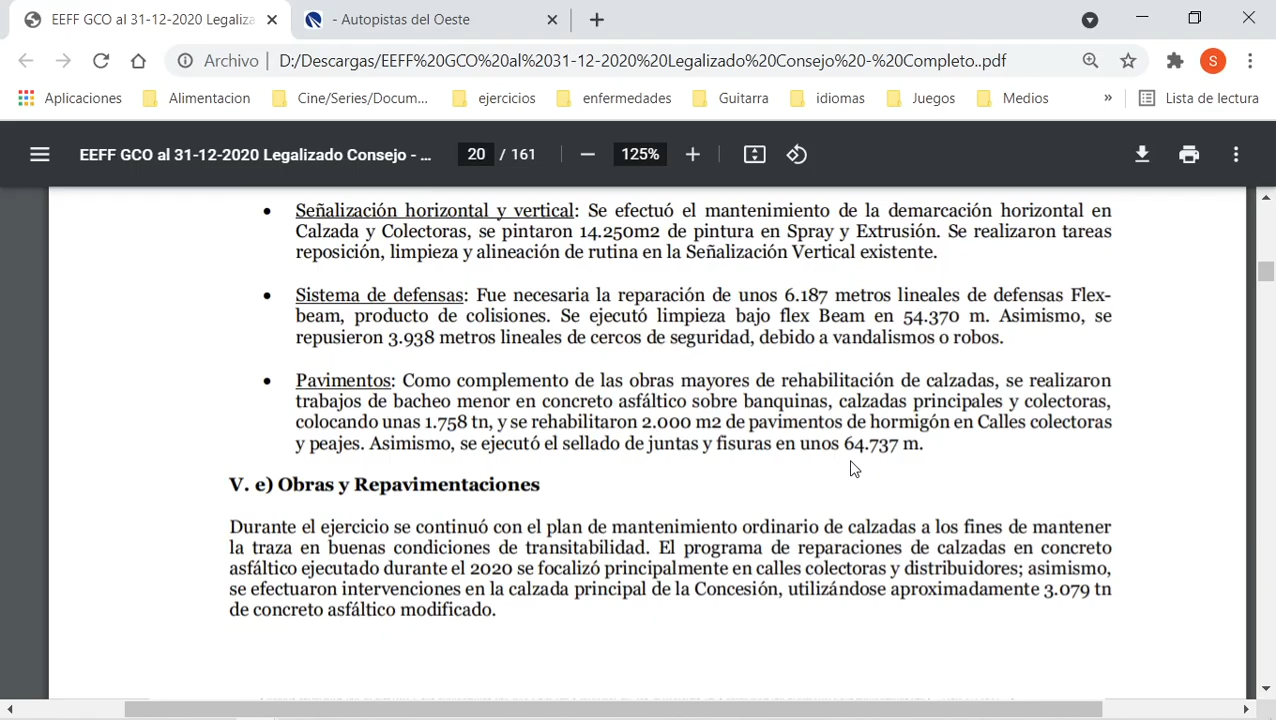 EEFF GCO al 31-12-2020 Legaliza
- Autopistas del Oeste
Archivo
D:/Descargas/EEFF%20GCO%20al%2031-12-2020%20Legalizado%20Consejo%20-%20Completo..pdf
S
Aplicaciones
Alimentacion
Cine/Series/Docum...
ejercicios
enfermedades
Guitarra
idiomas
Juegos
Medios
»
Lista de lectura
EEFF GCO al 31-12-2020 Legalizado Consejo - ...
20 / 161
125%
• Señalización horizontal y vertical: Se efectuó el mantenimiento de la demarcación horizontal en
Calzada y Colectoras, se pintaron 14.250m2 de pintura en Spray y Extrusión. Se realizaron tareas
reposición, limpieza y alineación de rutina en la Señalización Vertical existente.
• Sistema de defensas: Fue necesaria la reparación de unos 6.187 metros lineales de defensas Flex-
beam, producto de colisiones. Se ejecutó limpieza bajo flex Beam en 54.370 m. Asimismo, se
repusieron 3.938 metros lineales de cercos de seguridad, debido a vandalismos o robos.
• Pavimentos: Como complemento de las obras mayores de rehabilitación de calzadas, se realizaron
trabajos de bacheo menor en concreto asfáltico sobre banquinas, calzadas principales y colectoras,
colocando unas 1.758 tn, y se rehabilitaron 2.000 m2 de pavimentos de hormigón en Calles colectoras
y peajes. Asimismo, se ejecutó el sellado de juntas y fisuras en unos 64.737 m.
V. e) Obras y Repavimentaciones
Durante el ejercicio se continuó con el plan de mantenimiento ordinario de calzadas a los fines de mantener
la traza en buenas condiciones de transitabilidad. El programa de reparaciones de calzadas en concreto
asfáltico ejecutado durante el 2020 se focalizó principalmente en calles colectoras y distribuidores; asimismo,
se efectuaron intervenciones en la calzada principal de la Concesión, utilizándose aproximadamente 3.079 tn
de concreto asfáltico modificado.